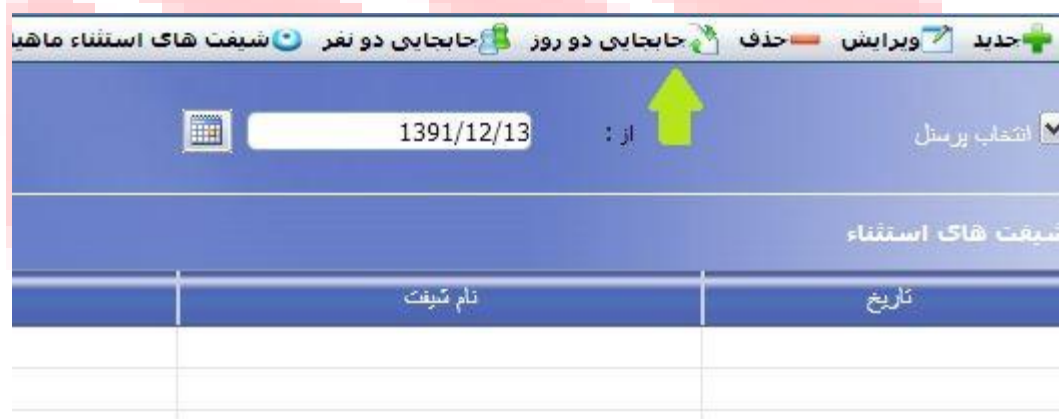 جدید ویرایش حذف جابجایی دو روز جابجایی دو نفر شیفت های استثناء ماهی
انتخاب پرسنل از : 1391/12/13
شیفت های استثناء
تاریخ نام شیفت